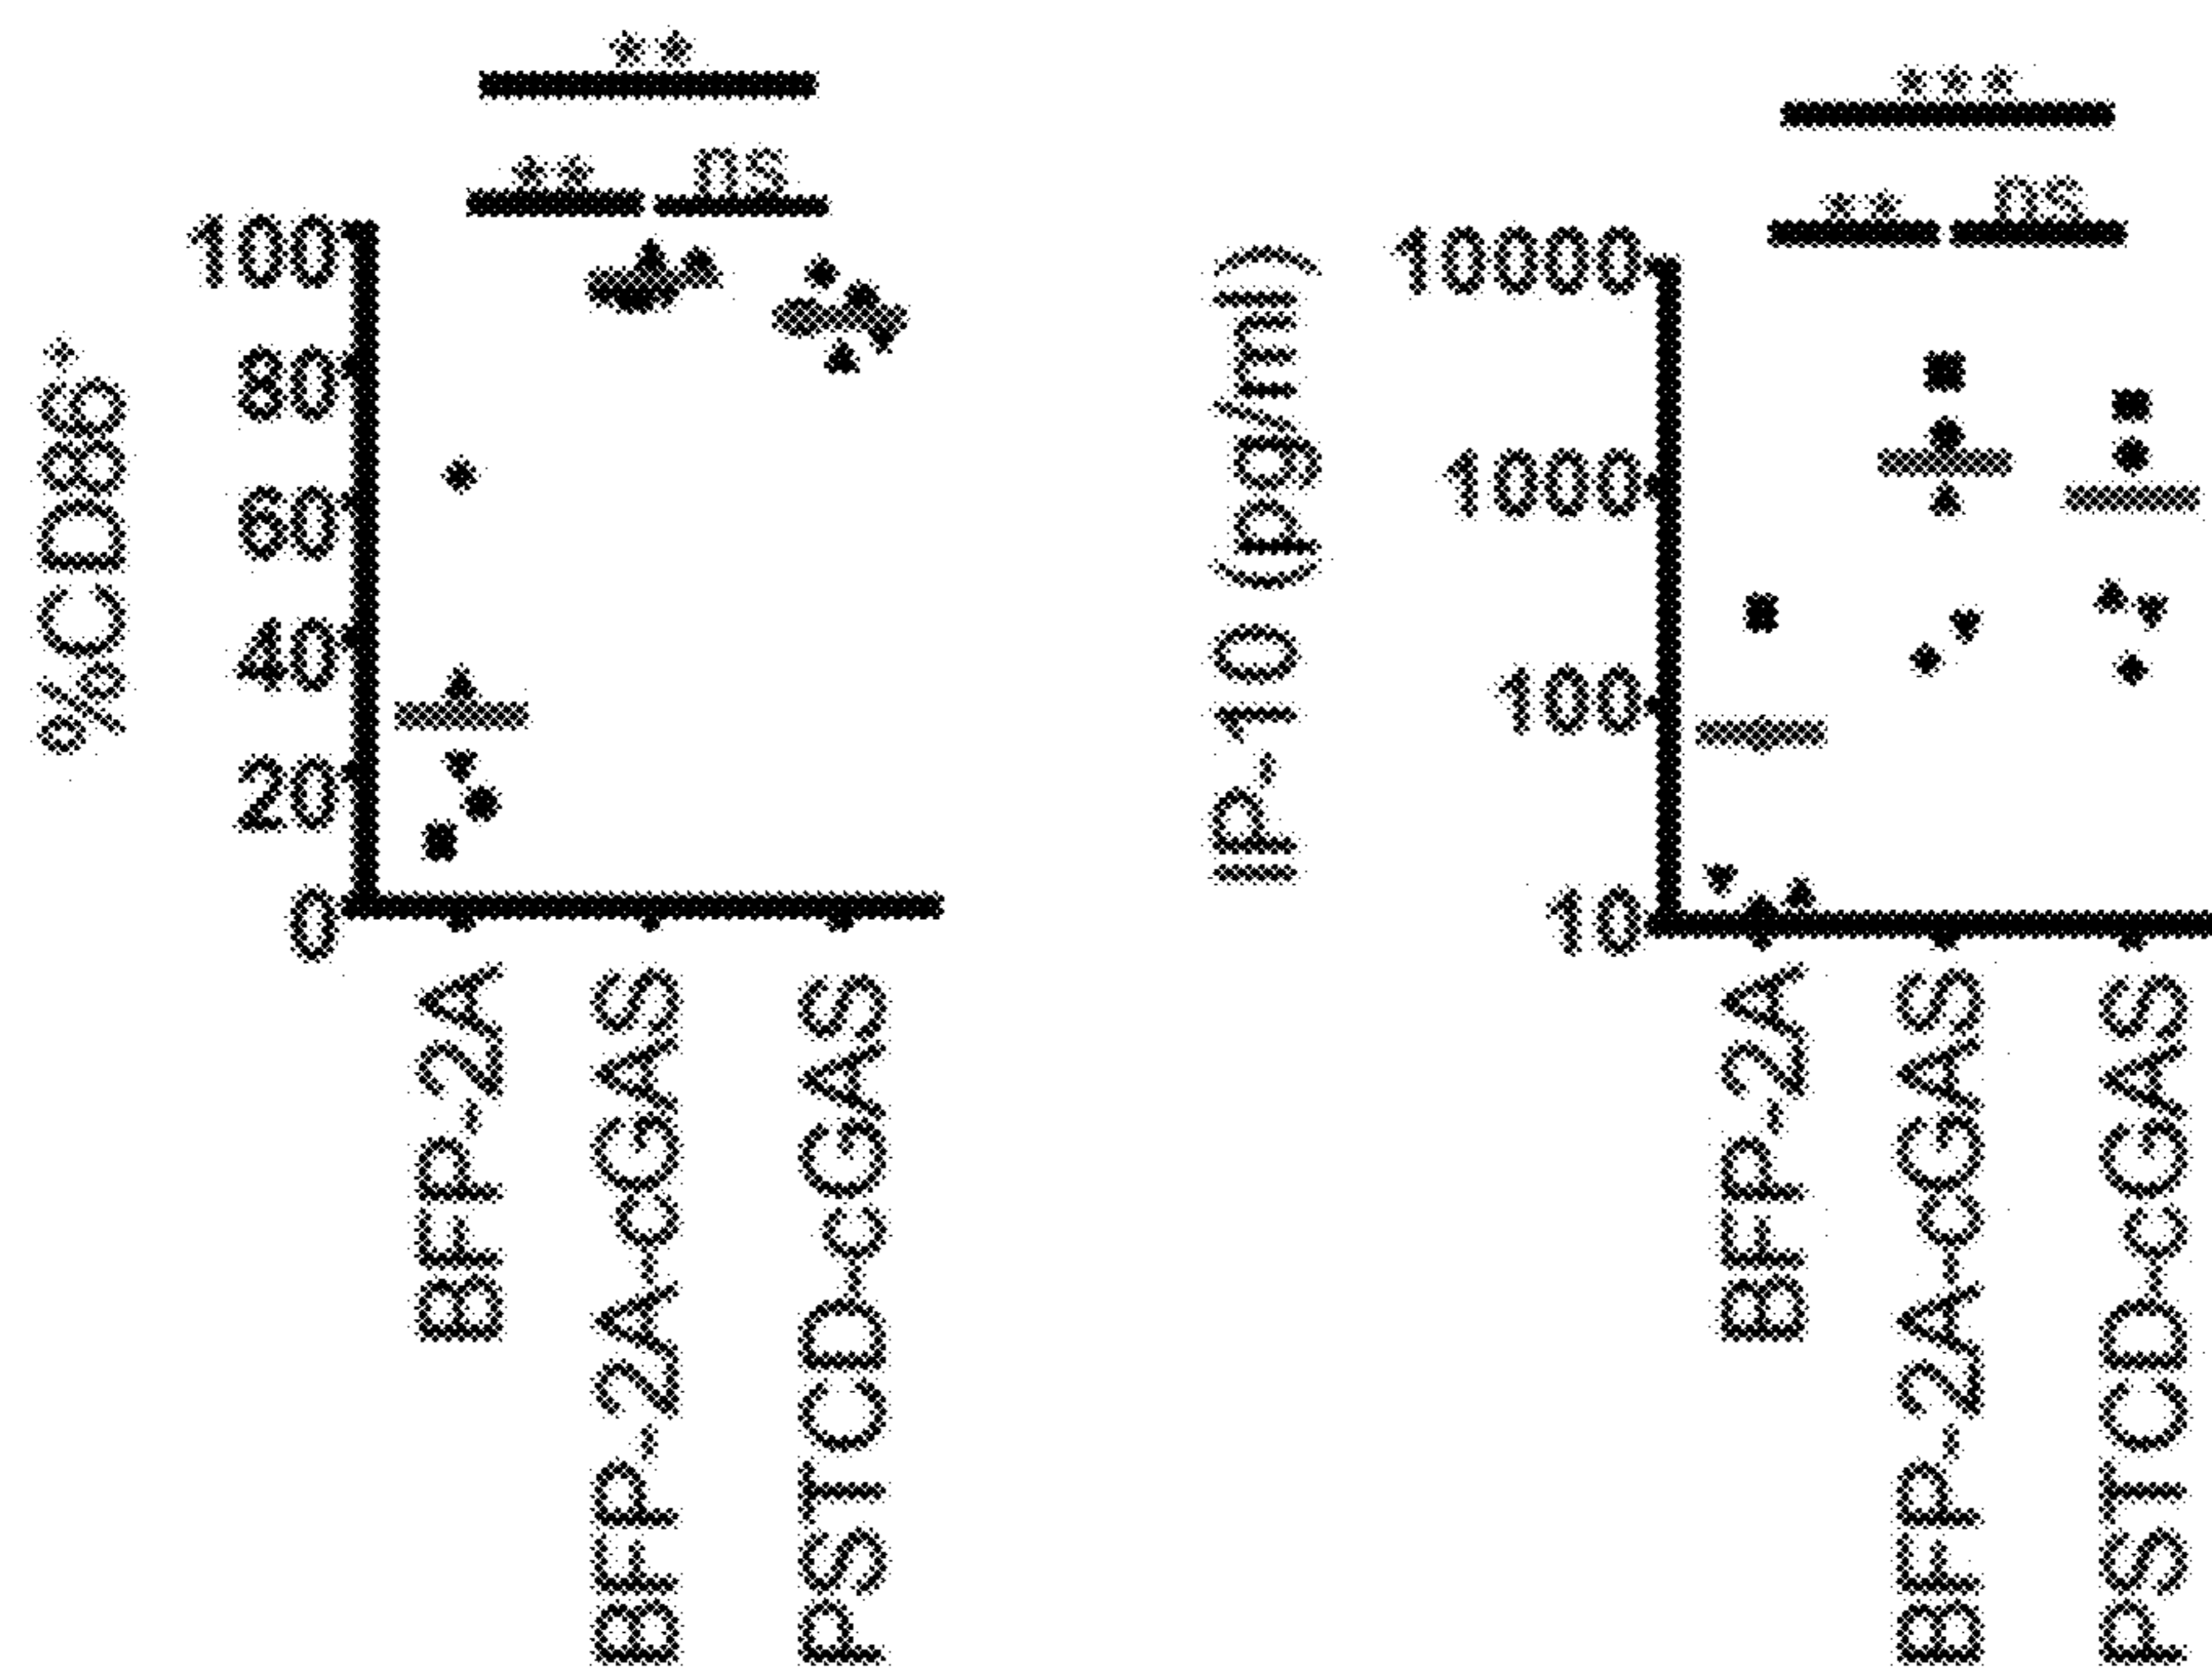 **
** ns
%CD86+
100
80
60
40
20
0
BFP-2A
BFP-2A-cGAS
PSTCD-cGAS
***
** ns
IP-10 (pg/ml)
10000
1000
100
10
BFP-2A
BFP-2A-cGAS
PSTCD-cGAS